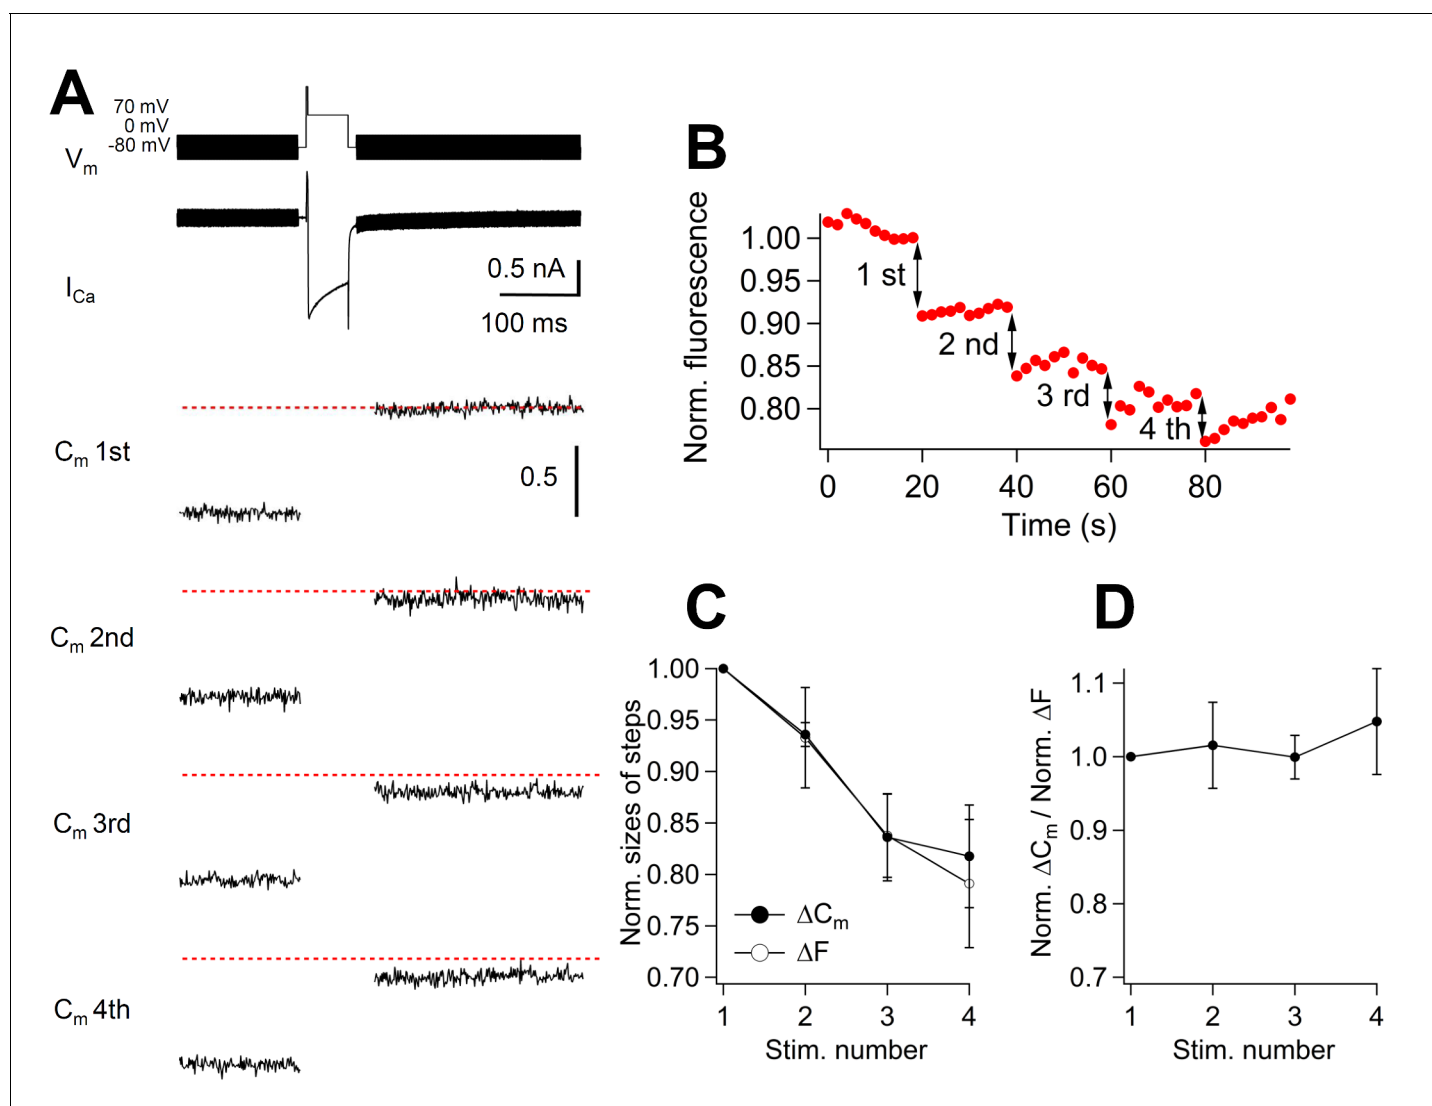 A
70 mV
0 mV
-80 mV
Vm
0.5 nA
ICa
100 ms
Cm 1st
0.5
Cm 2nd
Cm 3rd
Cm 4th
B
Norm. fluorescence
1.00
0.95
0.90
0.85
0.80
1 st
2 nd
3 rd
4 th
0 20 40 60 80
Time (s)
C
Norm. sizes of steps
1.00
0.95
0.90
0.85
0.80
0.75
0.70
ΔCm
ΔF
1 2 3 4
Stim. number
D
Norm. ΔCm / Norm. ΔF
1.1
1.0
0.9
0.8
0.7
1 2 3 4
Stim. number